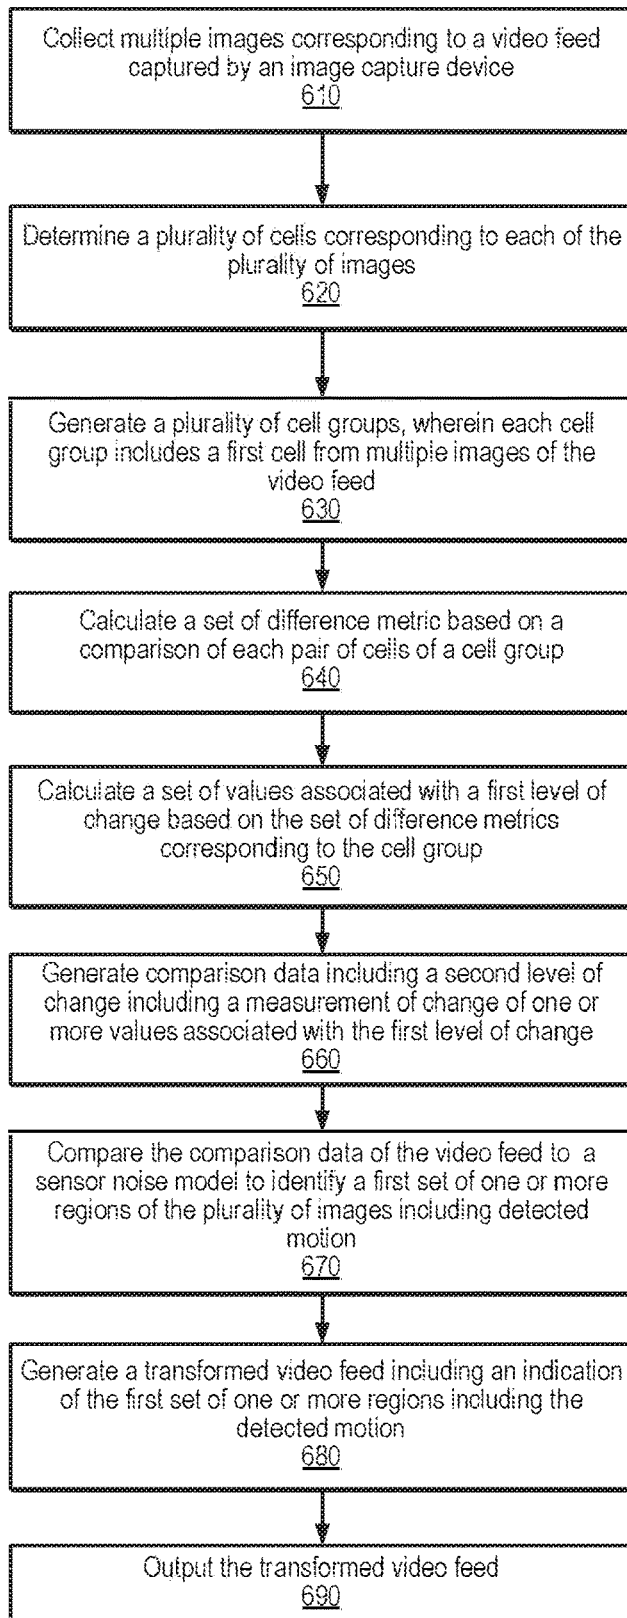 Collect multiple images corresponding to a video feed
captured by an image capture device
610
Determine a plurality of cells corresponding to each of the
plurality of images
620
Generate a plurality of cell groups, wherein each cell
group includes a first cell from multiple images of the
video feed
630
Calculate a set of difference metric based on a
comparison of each pair of cells of a cell group
640
Calculate a set of values associated with a first level of
change based on the set of difference metrics
corresponding to the cell group
650
Generate comparison data including a second level of
change including a measurement of change of one or
more values associated with the first level of change
660
Compare the comparison data of the video feed to a
sensor noise model to identify a first set of one or more
regions of the plurality of images including detected
motion
670
Generate a transformed video feed including an indication
of the first set of one or more regions including the
detected motion
680
Output the transformed video feed
690